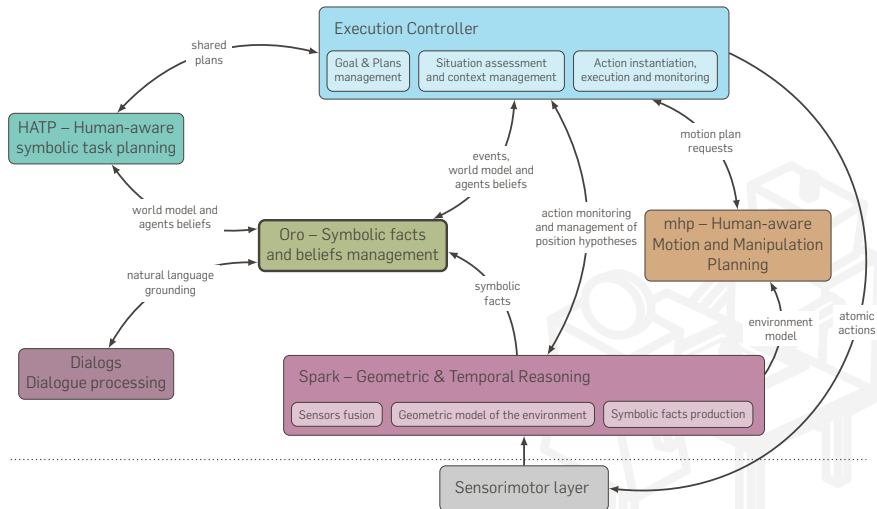 Execution Controller
shared
plans
Goal & Plans
management
Situation assessment
and context management
Action instantiation,
execution and monitoring
HATP – Human-aware
symbolic task planning
motion plan
requests
events,
world model and
agents beliefs
world model and
agents beliefs
action monitoring
and management of
position hypotheses
mhp – Human-aware
Motion and Manipulation
Planning
Oro – Symbolic facts
and beliefs management
natural language
grounding
symbolic
facts
environment
model
atomic
actions
Dialogs
Dialogue processing
Spark – Geometric & Temporal Reasoning
Sensors fusion
Geometric model of the environment
Symbolic facts production
Sensorimotor layer